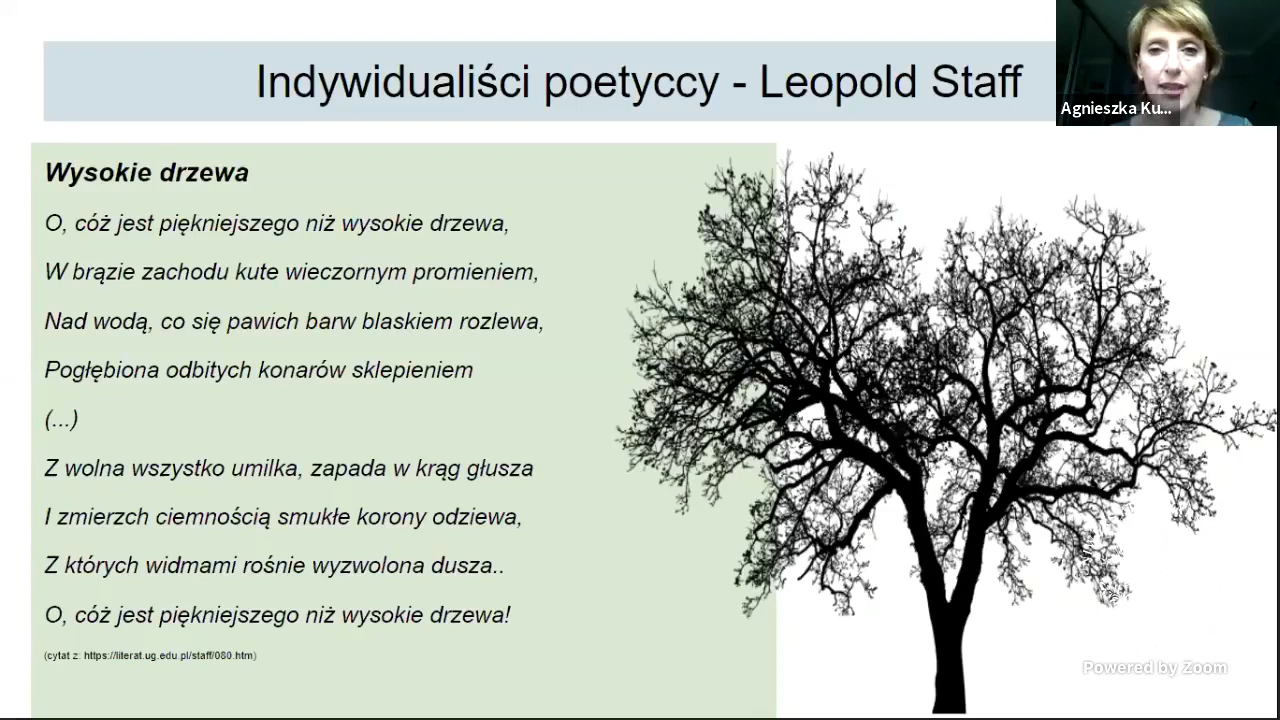 Indywidualiści poetyccy - Leopold Staff
Agnieszka Ku...
Wysokie drzewa
O, cóż jest piękniejszego niż wysokie drzewa,
W brązie zachodu kute wieczornym promieniem,
Nad wodą, co się pawich barw blaskiem rozlewa,
Pogłębiona odbitych konarów sklepieniem
(...)
Z wolna wszystko umilka, zapada w krąg głusza
I zmierzch ciemnością smukłe korony odziewa,
Z których widmami rośnie wyzwolona dusza..
O, cóż jest piękniejszego niż wysokie drzewa!
(cytat z: https://literat.ug.edu.pl/staff/080.htm)
Powered by Zoom